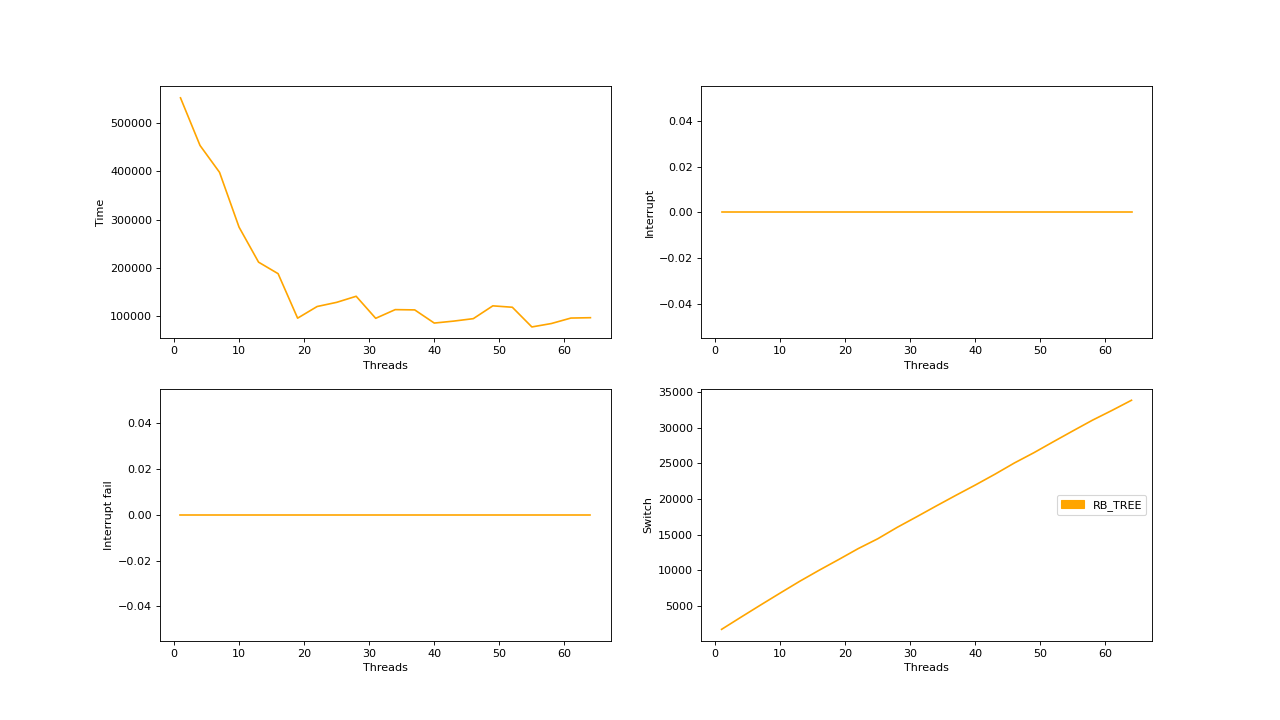 500000
400000
300000
200000
100000
Time
0 10 20 30 40 50 60
Threads
0.04
0.02
0.00
−0.02
−0.04
Interrupt
0 10 20 30 40 50 60
Threads
0.04
0.02
0.00
−0.02
−0.04
Interrupt fail
0 10 20 30 40 50 60
Threads
35000
30000
25000
20000
15000
10000
5000
Switch
RB_TREE
0 10 20 30 40 50 60
Threads